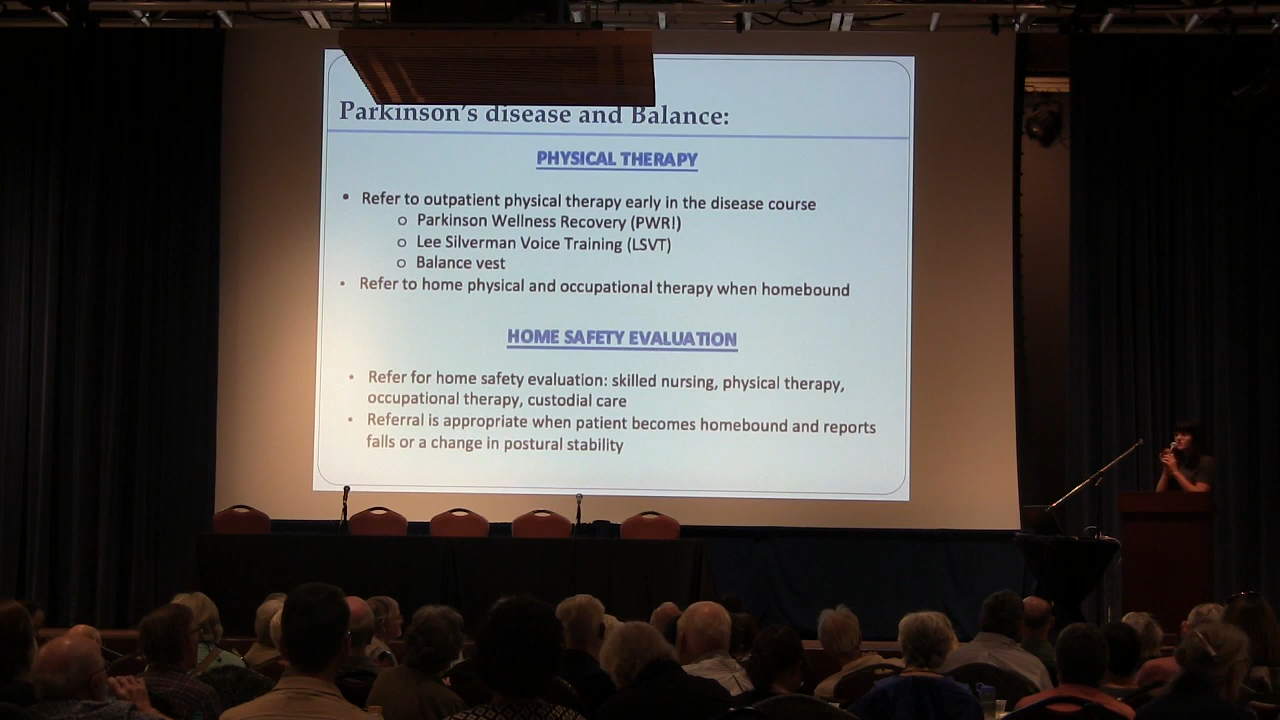 Parkinson's disease and Balance:
PHYSICAL THERAPY
• Refer to outpatient physical therapy early in the disease course
o Parkinson Wellness Recovery (PWR!)
o Lee Silverman Voice Training (LSVT)
o Balance vest
• Refer to home physical and occupational therapy when homebound
HOME SAFETY EVALUATION
• Refer for home safety evaluation: skilled nursing, physical therapy,
occupational therapy, custodial care
• Referral is appropriate when patient becomes homebound and reports
falls or a change in postural stability